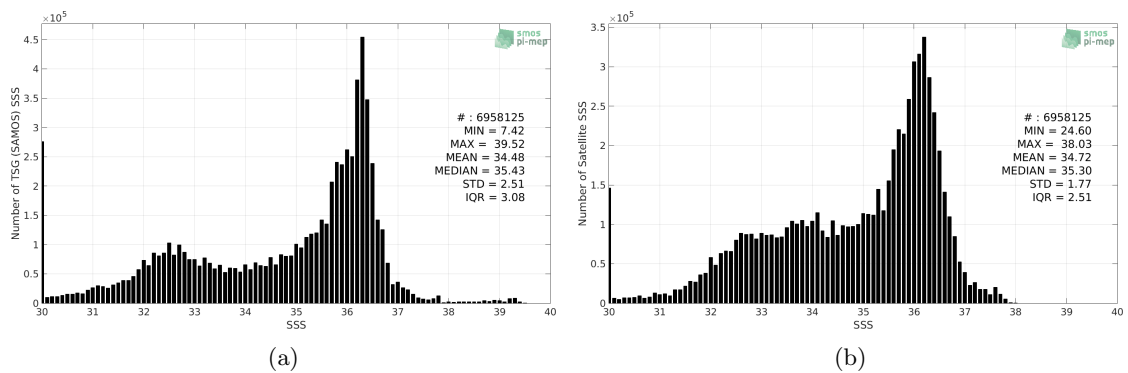 ×10⁵
smos
pi-mep
4.5
4
3.5
3
2.5
2
1.5
1
0.5
0
Number of TSG (SAMOS) SSS
# : 6958125
MIN = 7.42
MAX = 39.52
MEAN = 34.48
MEDIAN = 35.43
STD = 2.51
IQR = 3.08
30 31 32 33 34 35 36 37 38 39 40
SSS
(a)
×10⁵
smos
pi-mep
3.5
3
2.5
2
1.5
1
0.5
0
Number of Satellite SSS
# : 6958125
MIN = 24.60
MAX = 38.03
MEAN = 34.72
MEDIAN = 35.30
STD = 1.77
IQR = 2.51
30 31 32 33 34 35 36 37 38 39 40
SSS
(b)